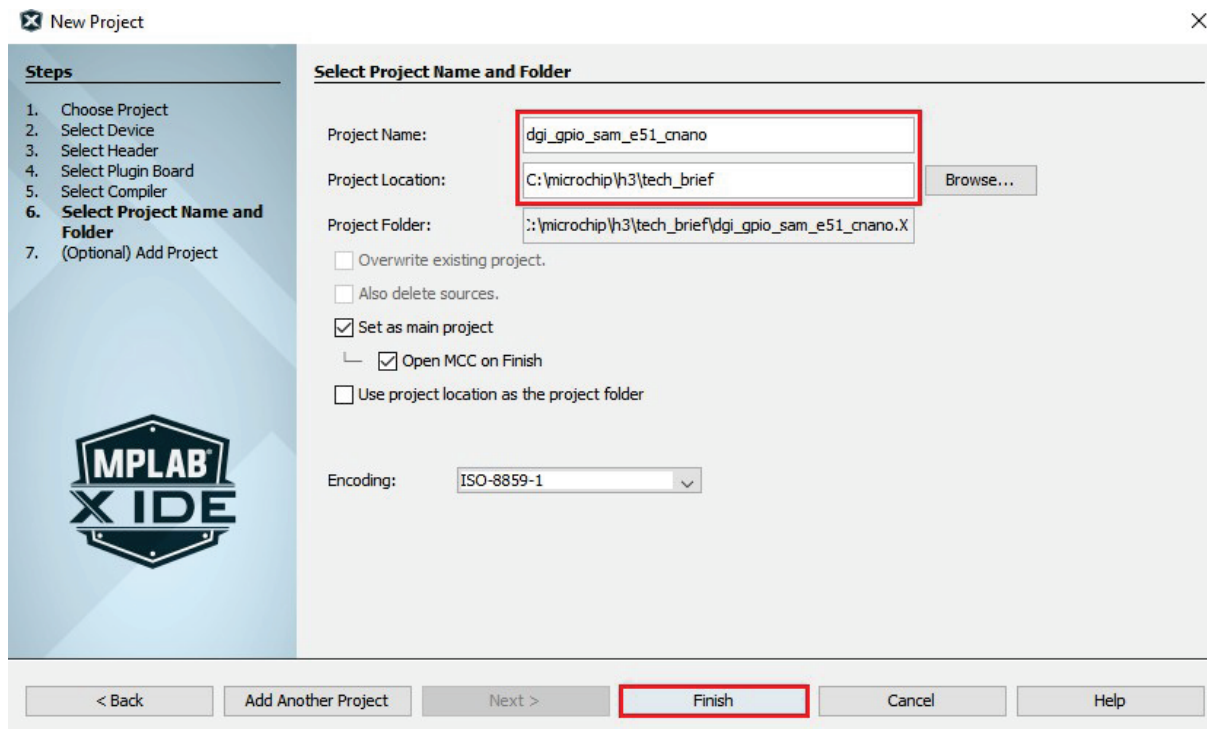 New Project
Steps
1. Choose Project
2. Select Device
3. Select Header
4. Select Plugin Board
5. Select Compiler
6. Select Project Name and
Folder
7. (Optional) Add Project
MPLAB®
X IDE
Select Project Name and Folder
Project Name: dgi_gpio_sam_e51_cnano
Project Location: C:\microchip\h3\tech_brief Browse...
Project Folder: :\microchip\h3\tech_brief\dgi_gpio_sam_e51_cnano.X
Overwrite existing project.
Also delete sources.
Set as main project
Open MCC on Finish
Use project location as the project folder
Encoding: ISO-8859-1
< Back Add Another Project Next > Finish Cancel Help